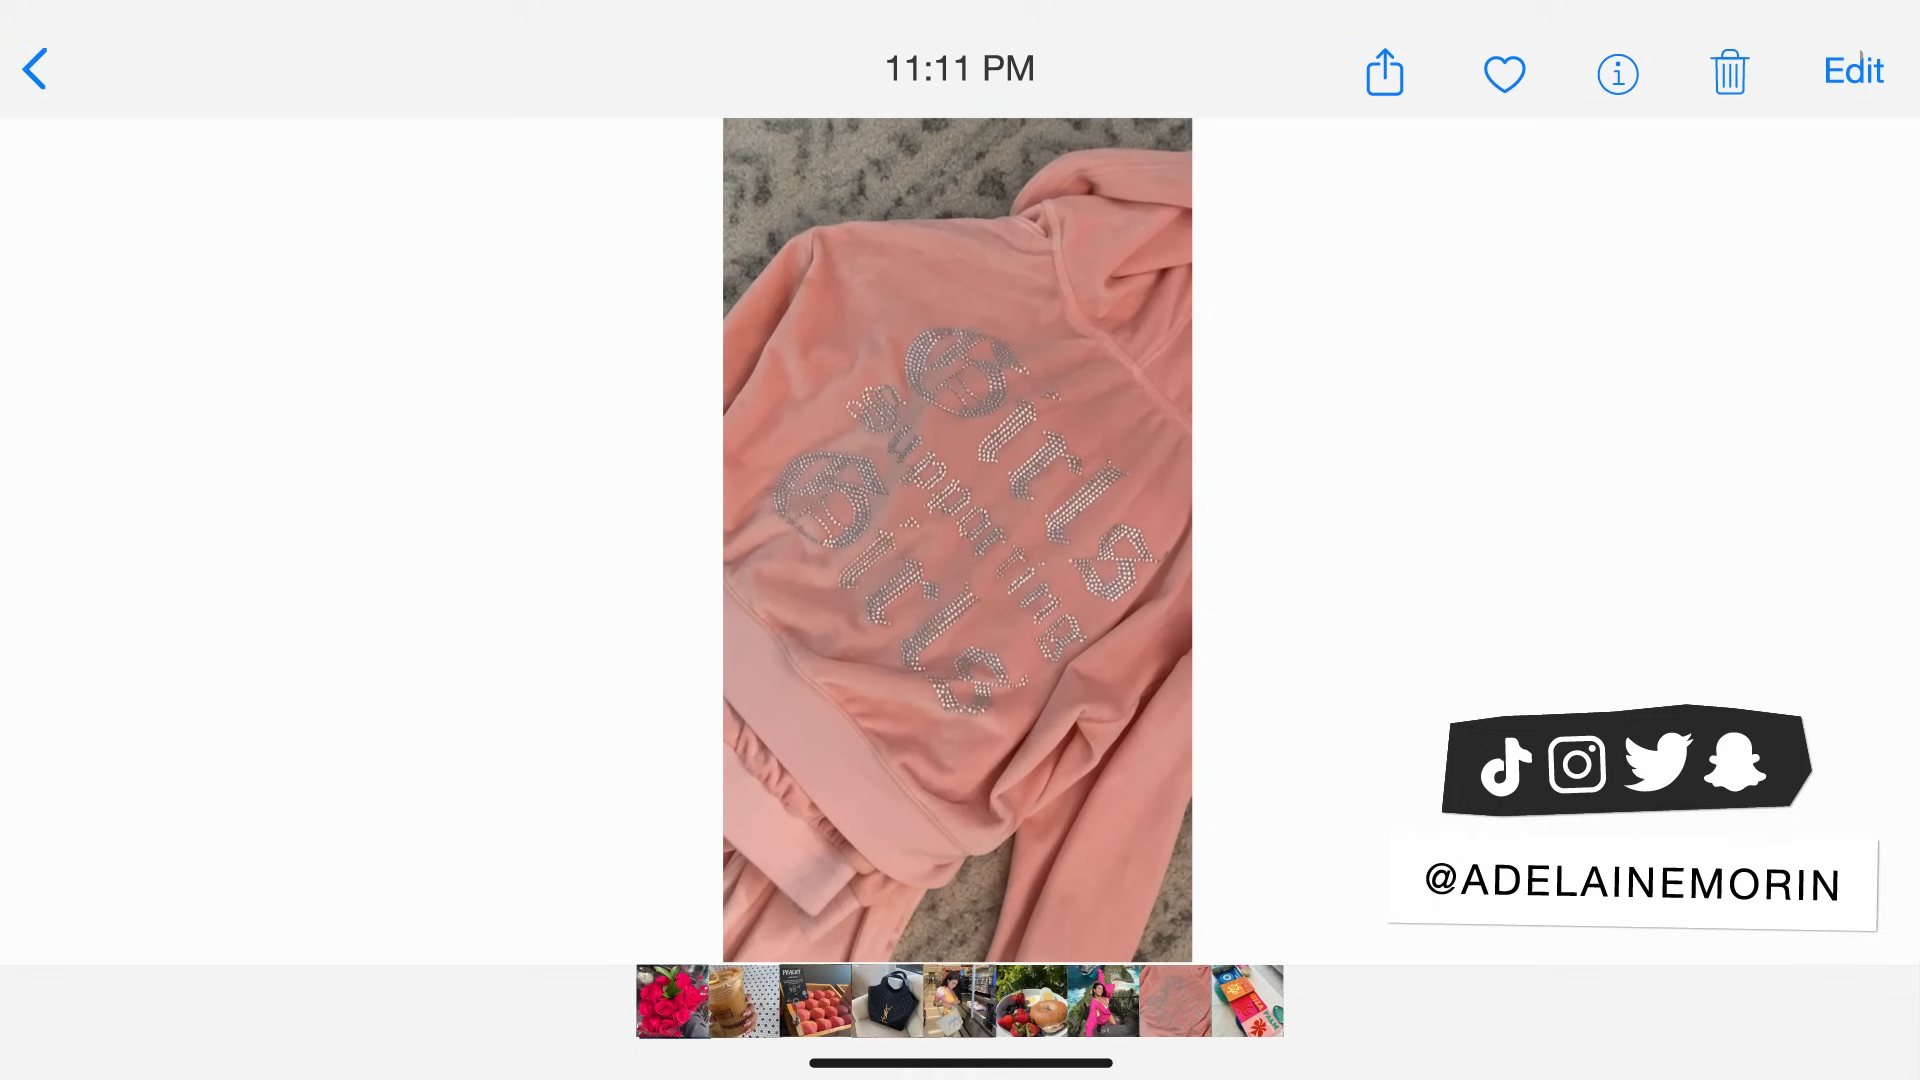 11:11 PM
Edit
Girls
Supporting
Girls
@ADELAINEMORIN